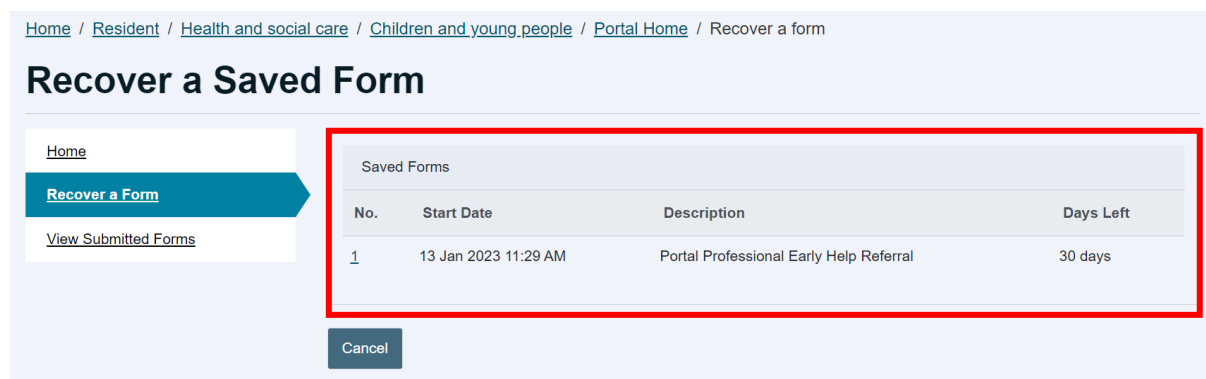 Home / Resident / Health and social care / Children and young people / Portal Home / Recover a form
Recover a Saved Form
Home
Recover a Form
View Submitted Forms
Saved Forms
No. Start Date Description Days Left
1 13 Jan 2023 11:29 AM Portal Professional Early Help Referral 30 days
Cancel